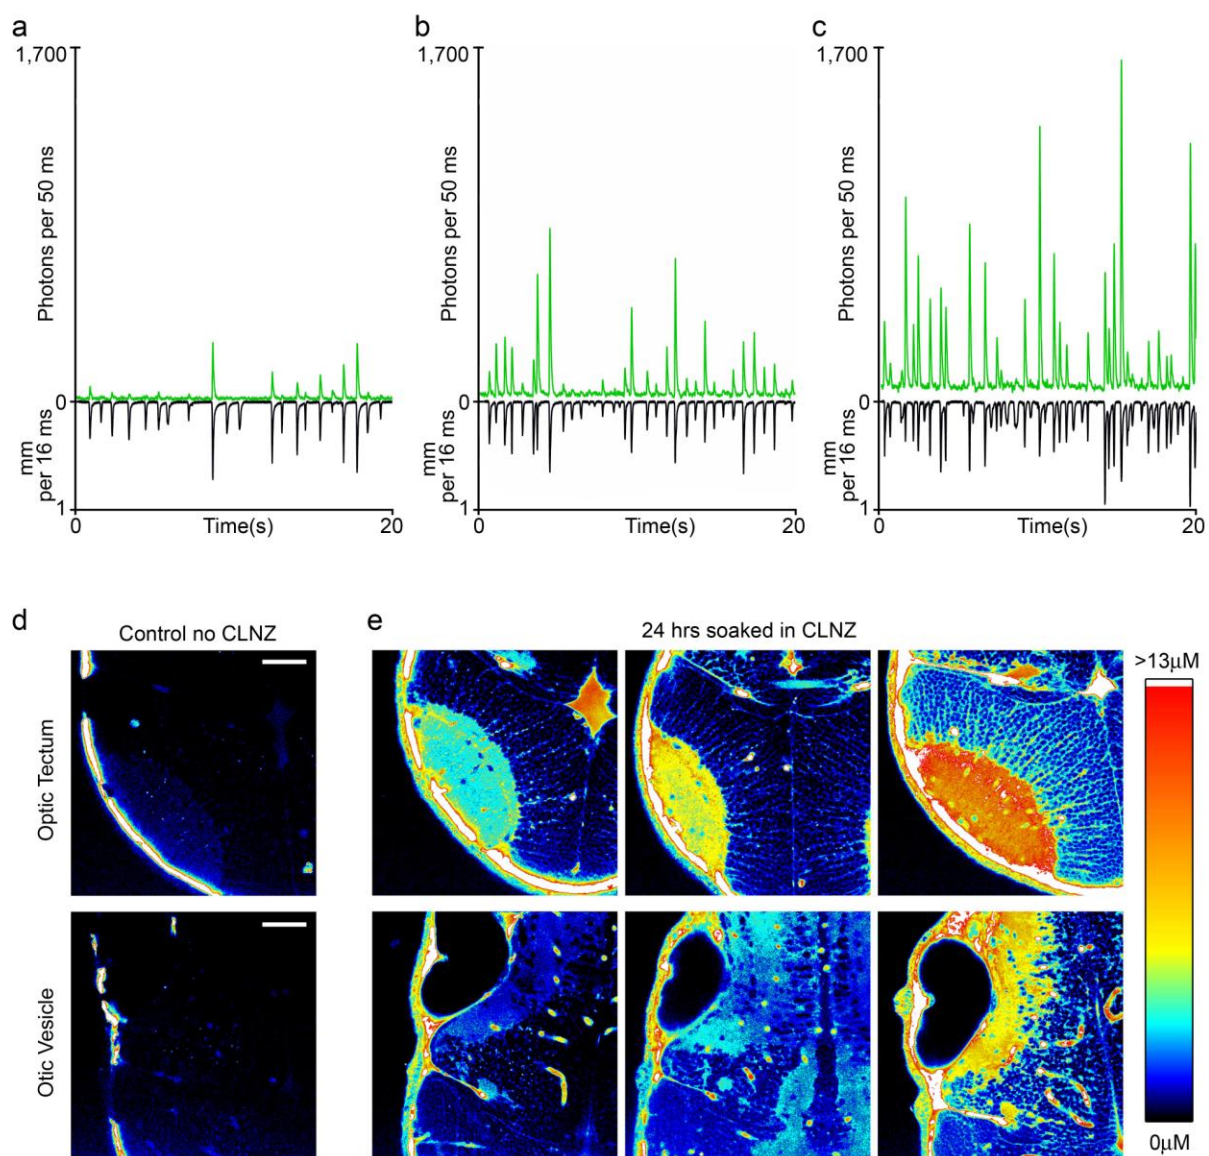 a
b
c
1,700
1,700
1,700
Photons per 50 ms
Photons per 50 ms
Photons per 50 ms
0
0
0
mm
per 16 ms
mm
per 16 ms
mm
per 16 ms
1
1
1
0
Time(s)
20
0
Time(s)
20
0
Time(s)
20
d
Control no CLNZ
e
24 hrs soaked in CLNZ
Optic Tectum
>13μM
Otic Vesicle
0μM